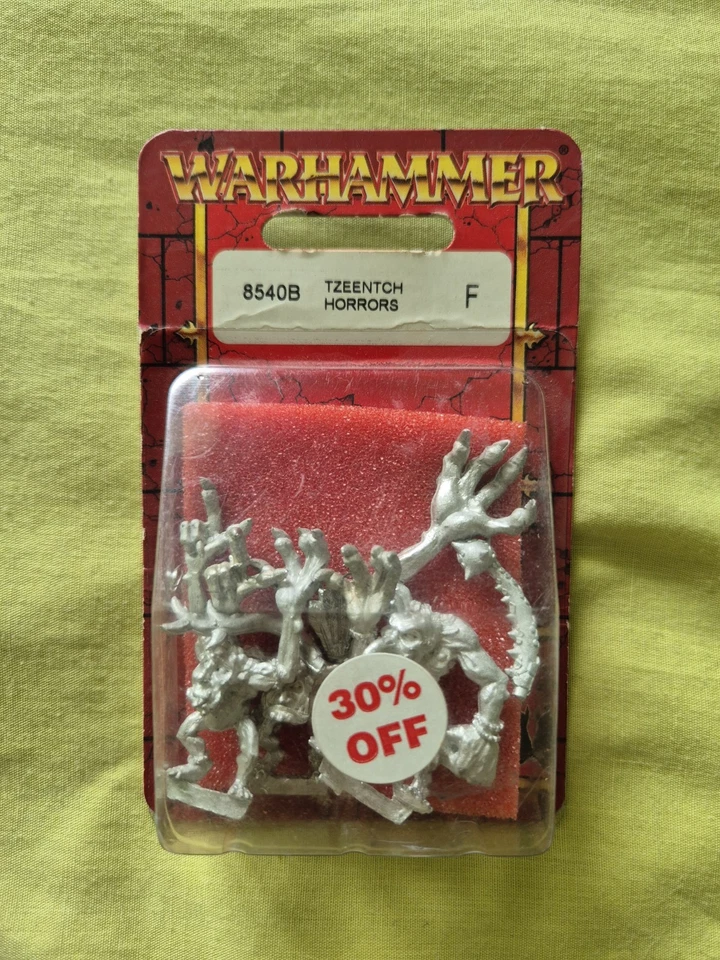 WARHAMMER®
8540B TZEENTCH HORRORS F
30%
OFF